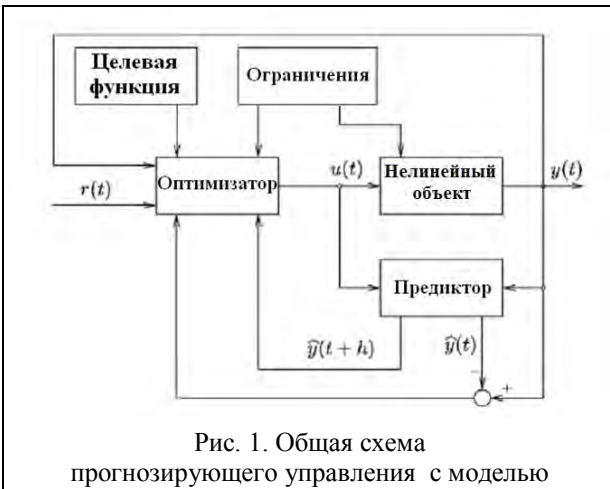 Целевая
функция
Ограничения
r(t)
Оптимизатор
u(t)
Нелинейный
объект
y(t)
Предиктор
ŷ(t + h)
ŷ(t)
−
+
Рис. 1. Общая схема
прогнозирующего управления с моделью